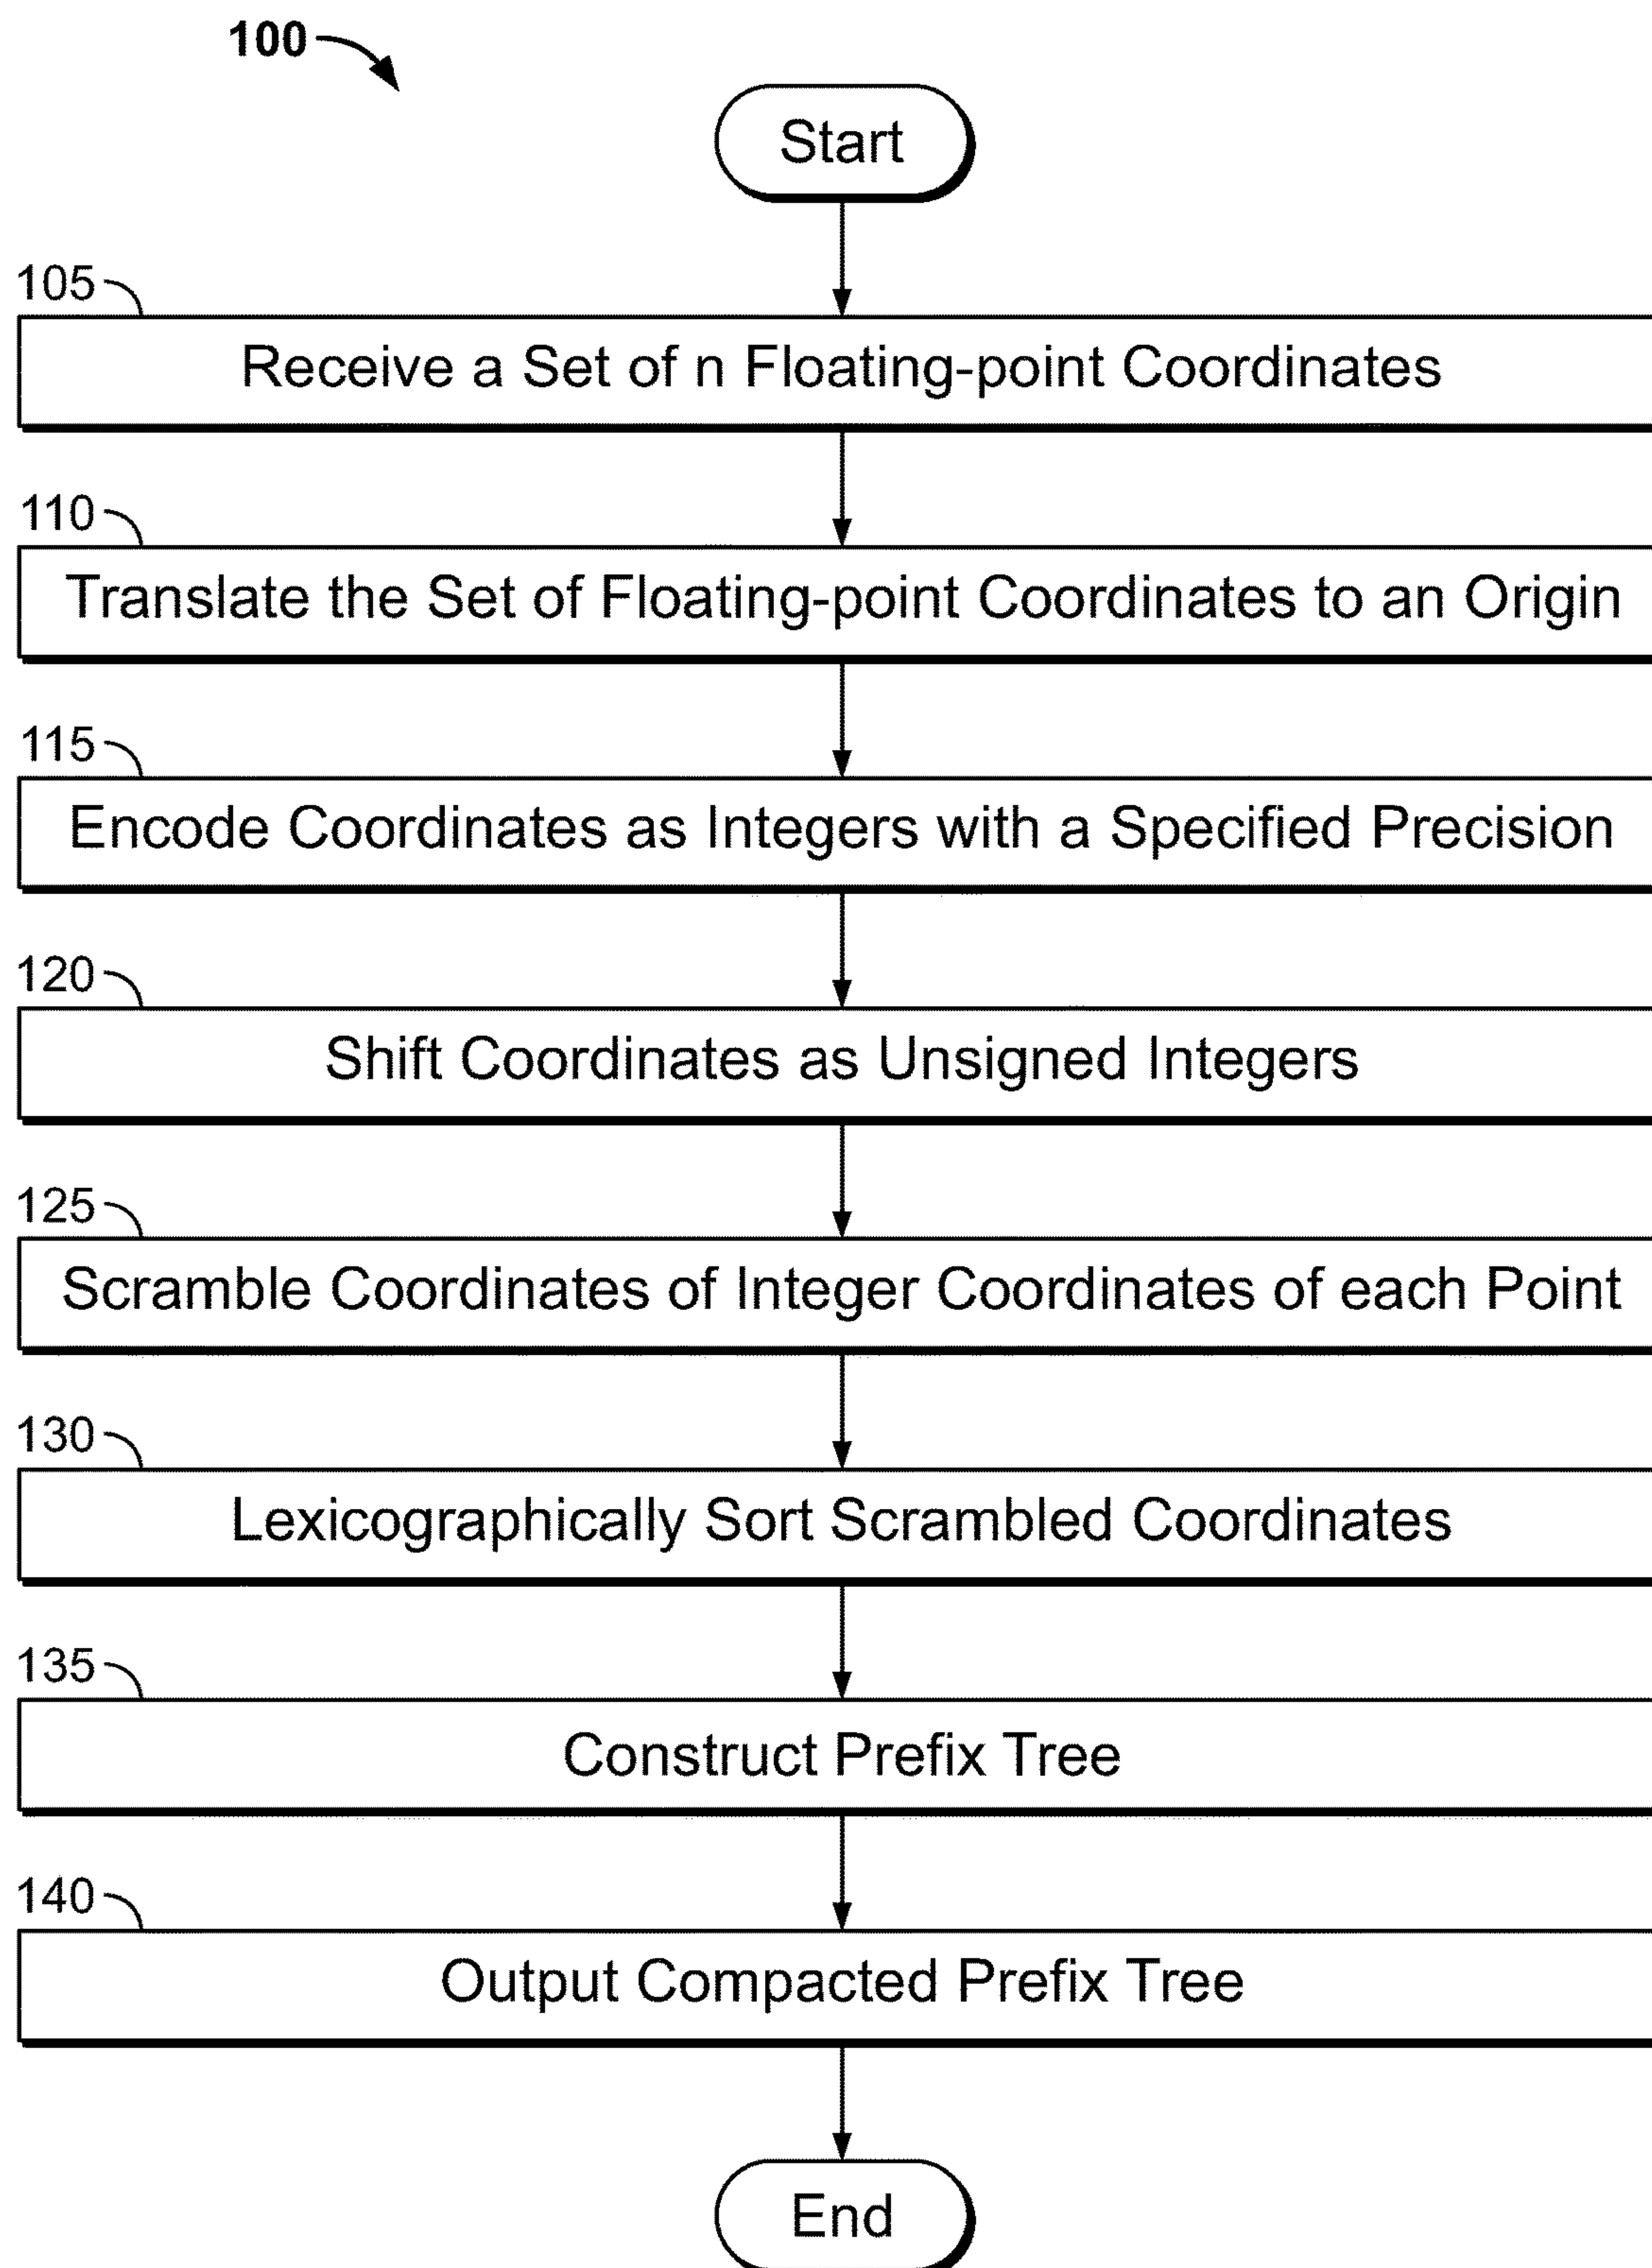 100
Start
105
Receive a Set of n Floating-point Coordinates
110
Translate the Set of Floating-point Coordinates to an Origin
115
Encode Coordinates as Integers with a Specified Precision
120
Shift Coordinates as Unsigned Integers
125
Scramble Coordinates of Integer Coordinates of each Point
130
Lexicographically Sort Scrambled Coordinates
135
Construct Prefix Tree
140
Output Compacted Prefix Tree
End